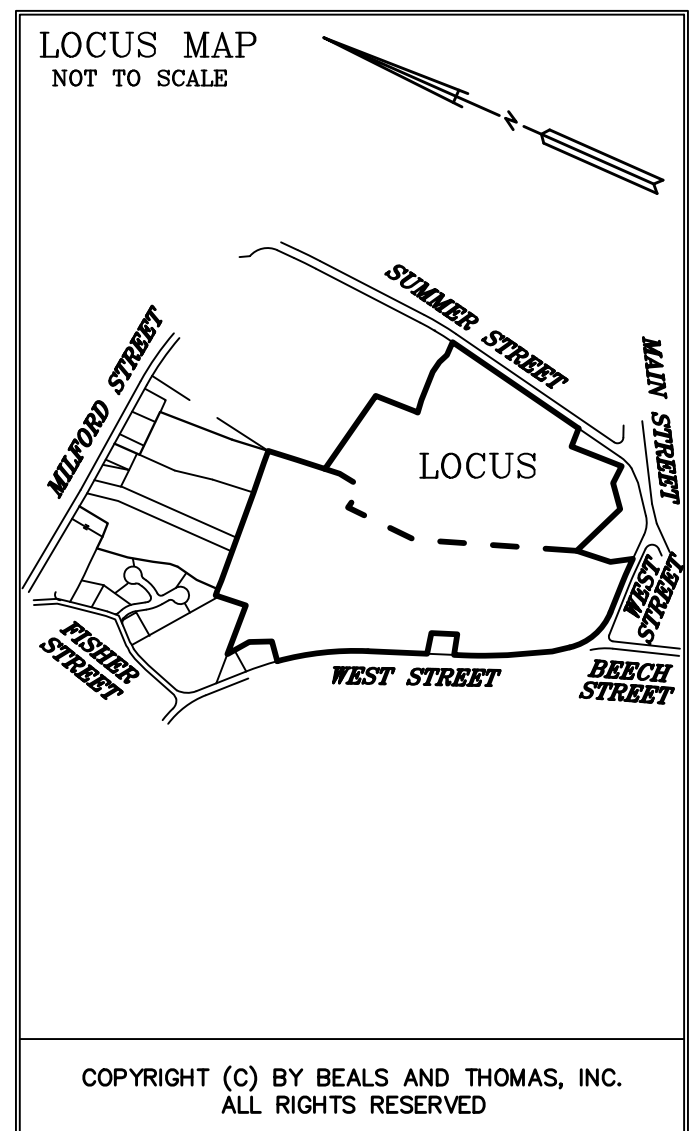 LOCUS MAP
NOT TO SCALE
N
SUMMER STREET
MILFORD STREET
MAIN STREET
LOCUS
WEST
STREET
FISHER
STREET
WEST STREET
BEECH
STREET
COPYRIGHT (C) BY BEALS AND THOMAS, INC.
ALL RIGHTS RESERVED